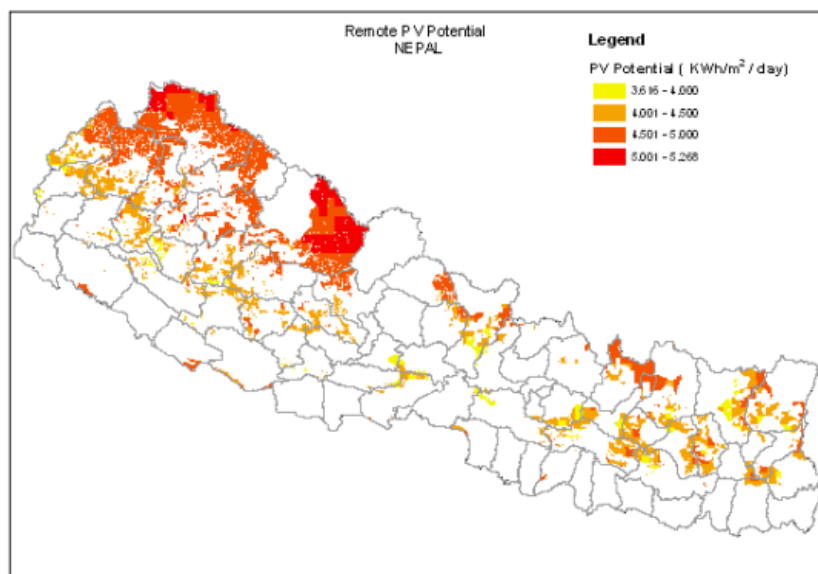 Remote PV Potential
NEPAL
Legend
PV Potential ( KWh/m² / day)
3.616 - 4.000
4.001 - 4.500
4.501 - 5.000
5.001 - 5.268